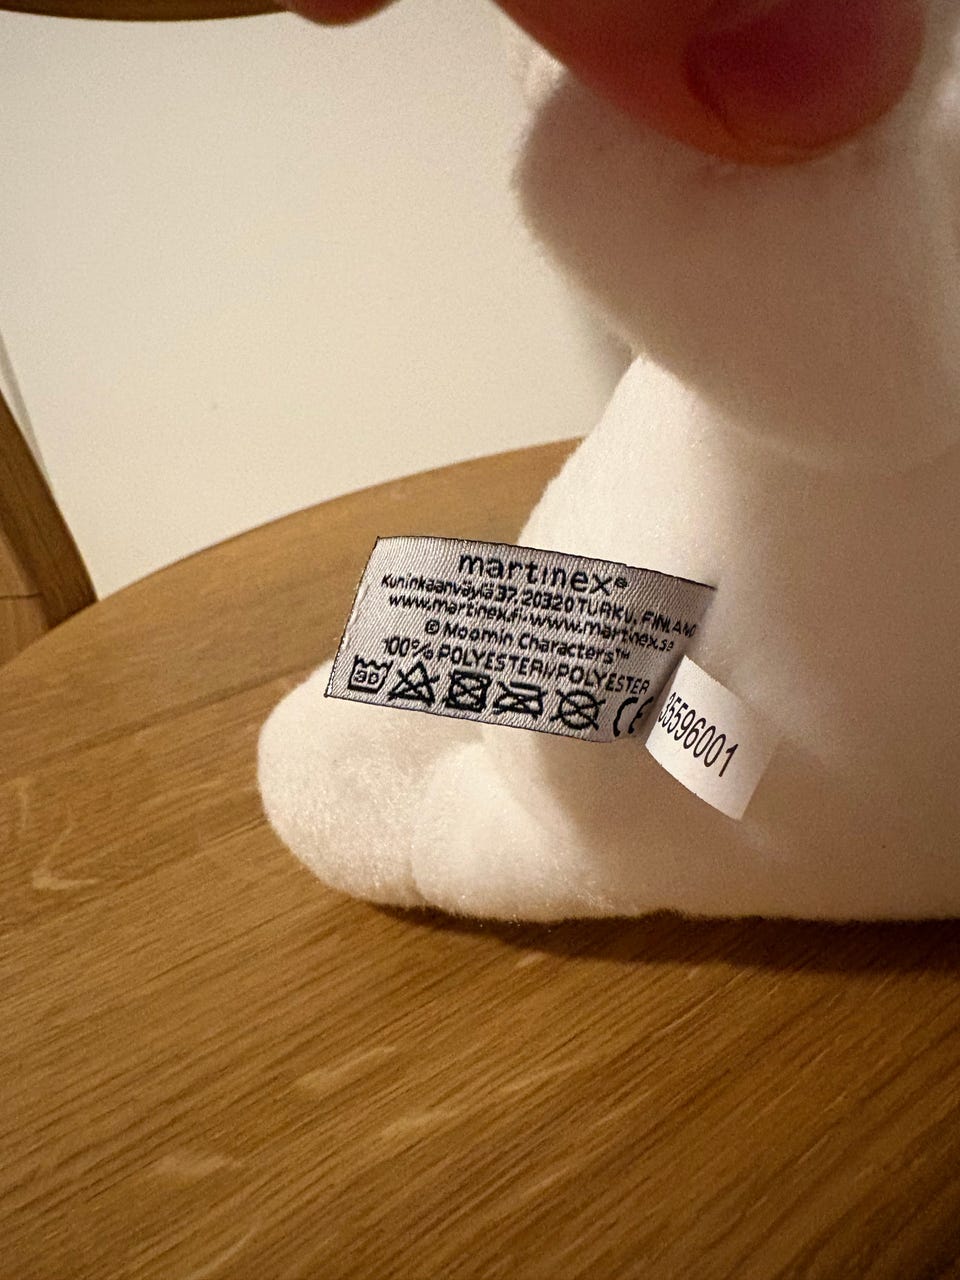 martinex®
Kuninkaanväylä 37, 20320 TURKU, FINLAND
www.martinex.fi · www.martinex.se
© Moomin Characters™
100% POLYESTERI/POLYESTER
30
CE
35596001